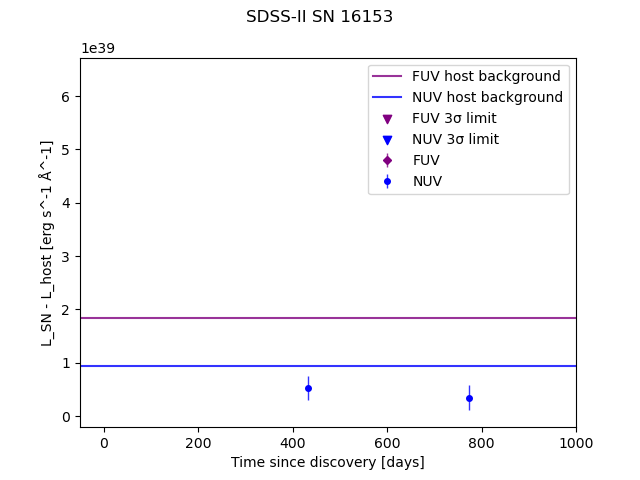 SDSS-II SN 16153
1e39
FUV host background
NUV host background
FUV 3σ limit
NUV 3σ limit
FUV
NUV
L_SN - L_host [erg s^-1 Å^-1]
6
5
4
3
2
1
0
0 200 400 600 800 1000
Time since discovery [days]